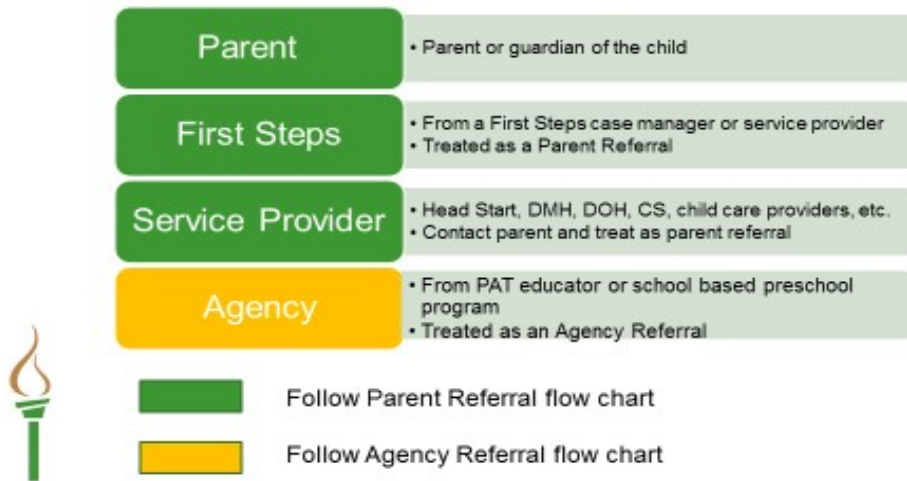 Parent
• Parent or guardian of the child
First Steps
• From a First Steps case manager or service provider
• Treated as a Parent Referral
Service Provider
• Head Start, DMH, DOH, CS, child care providers, etc.
• Contact parent and treat as parent referral
Agency
• From PAT educator or school based preschool
program
• Treated as an Agency Referral
Follow Parent Referral flow chart
Follow Agency Referral flow chart